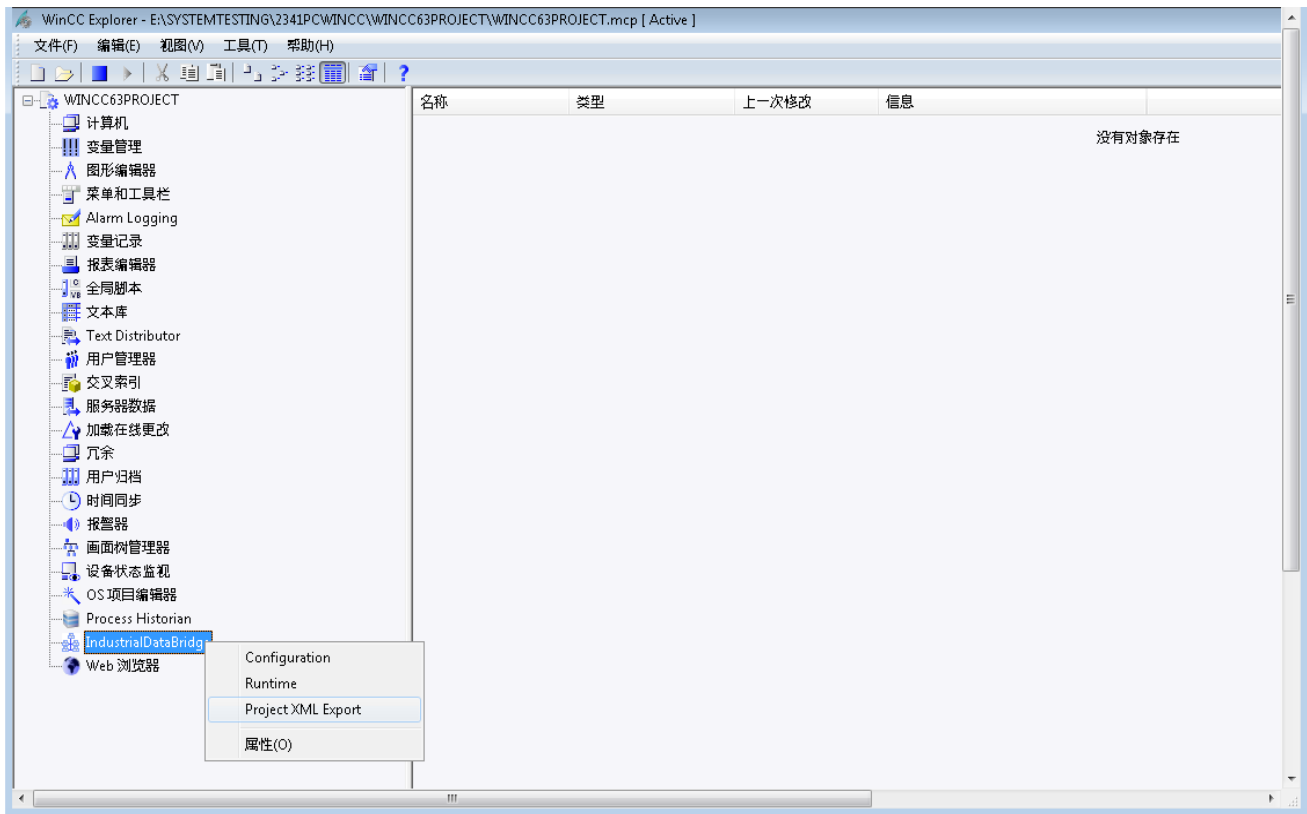 WinCC Explorer - E:\SYSTEMTESTING\2341PCWINCC\WINCC63PROJECT\WINCC63PROJECT.mcp [ Active ]
文件(F) 编辑(E) 视图(V) 工具(T) 帮助(H)
WINCC63PROJECT
名称 类型 上一次修改 信息
没有对象存在
计算机
变量管理
图形编辑器
菜单和工具栏
Alarm Logging
变量记录
报表编辑器
全局脚本
文本库
Text Distributor
用户管理器
交叉索引
服务器数据
加载在线更改
冗余
用户归档
时间同步
报警器
画面树管理器
设备状态监视
OS 项目编辑器
Process Historian
IndustrialDataBridg
Web 浏览器
Configuration
Runtime
Project XML Export
属性(O)